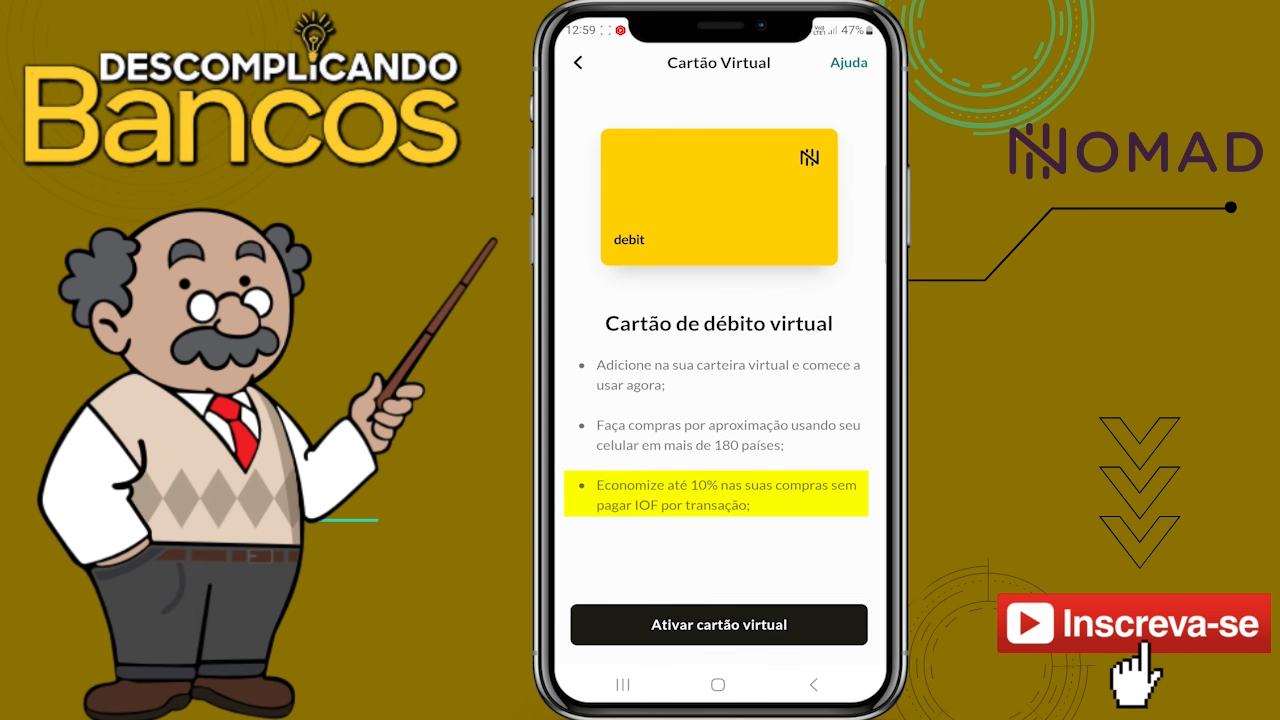 DESCOMPLiCANDO
Bancos
12:59
47%
Cartão Virtual
Ajuda
NOMAD
debit
Cartão de débito virtual
• Adicione na sua carteira virtual e comece a
usar agora;
• Faça compras por aproximação usando seu
celular em mais de 180 países;
• Economize até 10% nas suas compras sem
pagar IOF por transação;
Ativar cartão virtual
Inscreva-se